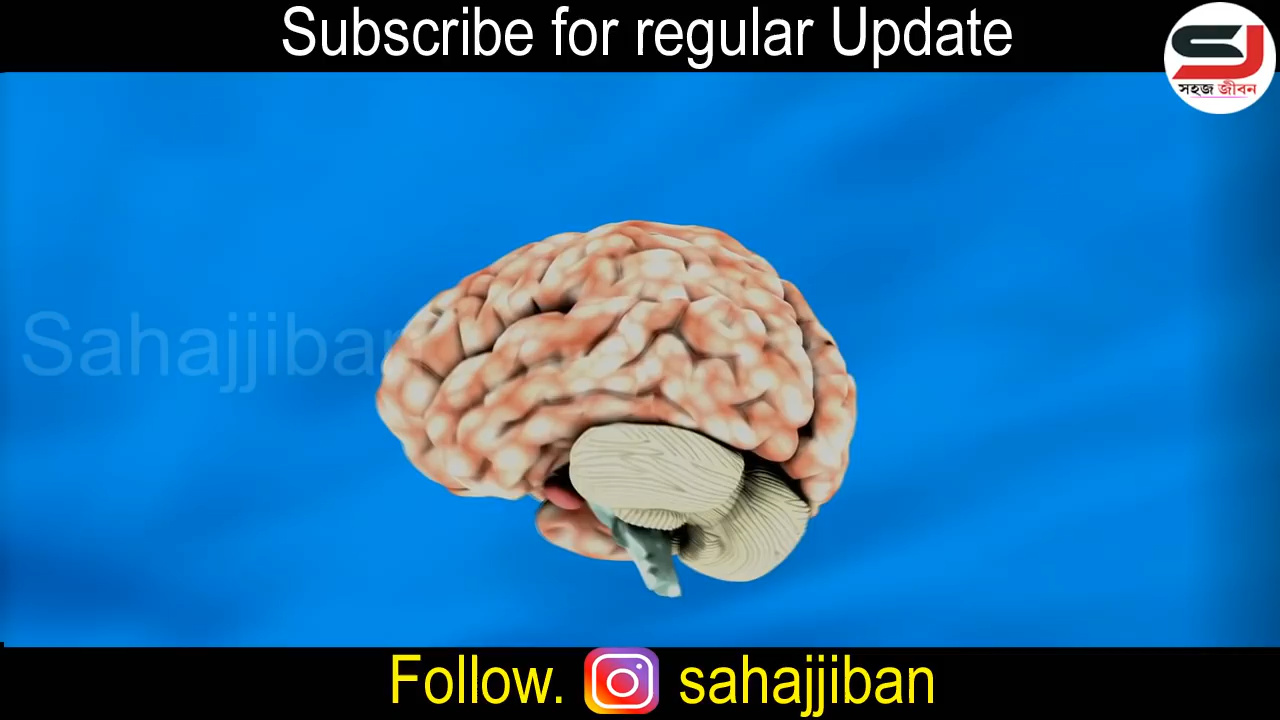 Subscribe for regular Update
SJ
সহজ জীবন
Sahajjiban
Follow. sahajjiban